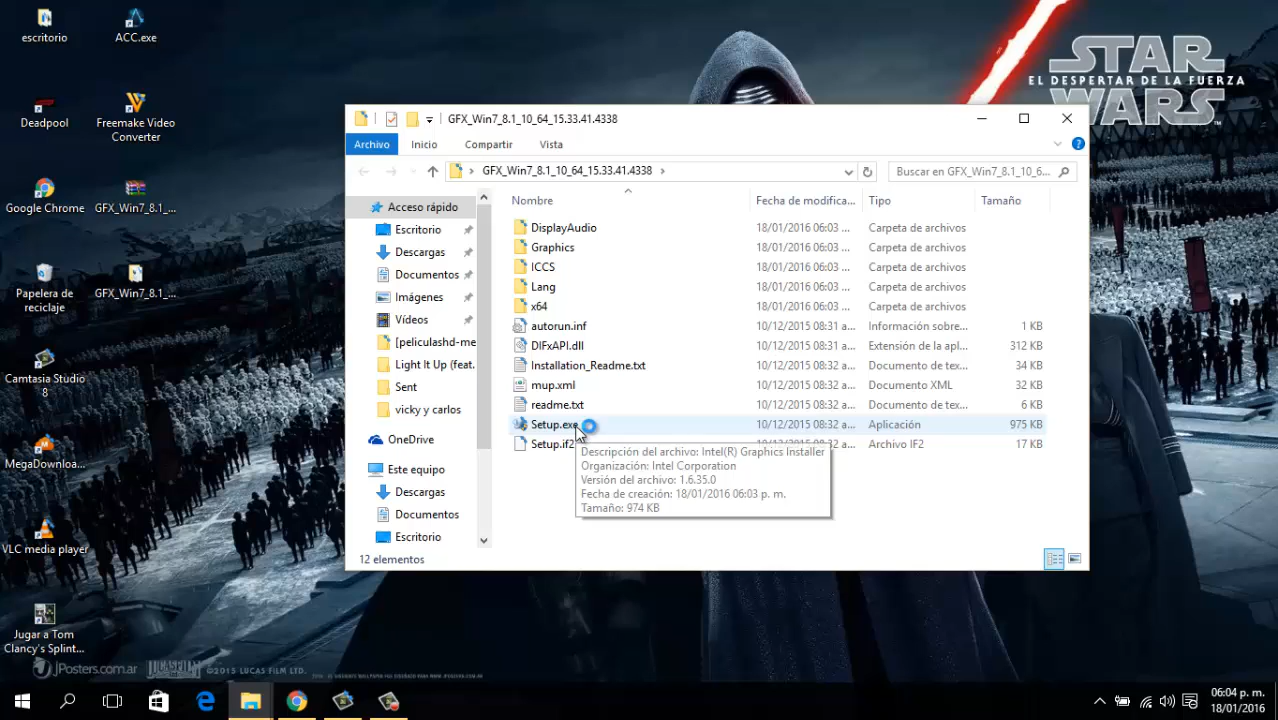 escritorio
ACC.exe
Deadpool
Freemake Video
Converter
Google Chrome
GFX_Win7_8.1_...
Papelera de
reciclaje
GFX_Win7_8.1_...
Camtasia Studio
8
MegaDownloa...
VLC media player
Jugar a Tom
Clancy's Splint...
STAR
EL DESPERTAR DE LA FUERZA
WARS
GFX_Win7_8.1_10_64_15.33.41.4338
Archivo
Inicio
Compartir
Vista
GFX_Win7_8.1_10_64_15.33.41.4338
Buscar en GFX_Win7_8.1_10_6...
Acceso rápido
Escritorio
Descargas
Documentos
Imágenes
Vídeos
[peliculashd-me
Light It Up (feat.
Sent
vicky y carlos
OneDrive
Este equipo
Descargas
Documentos
Escritorio
Nombre Fecha de modifica... Tipo Tamaño
DisplayAudio 18/01/2016 06:03 ... Carpeta de archivos
Graphics 18/01/2016 06:03 ... Carpeta de archivos
ICCS 18/01/2016 06:03 ... Carpeta de archivos
Lang 18/01/2016 06:03 ... Carpeta de archivos
x64 18/01/2016 06:03 ... Carpeta de archivos
autorun.inf 10/12/2015 08:31 a... Información sobre... 1 KB
DIFxAPI.dll 10/12/2015 08:31 a... Extensión de la apl... 312 KB
Installation_Readme.txt 10/12/2015 08:32 a... Documento de tex... 34 KB
mup.xml 10/12/2015 08:32 a... Documento XML 32 KB
readme.txt 10/12/2015 08:32 a... Documento de tex... 6 KB
Setup.exe 10/12/2015 08:32 a... Aplicación 975 KB
Setup.if2 10/12/2015 08:32 a... Archivo IF2 17 KB
Descripción del archivo: Intel(R) Graphics Installer
Organización: Intel Corporation
Versión del archivo: 1.6.35.0
Fecha de creación: 18/01/2016 06:03 p. m.
Tamaño: 974 KB
12 elementos
JPosters.com.ar
LUCASFILM
©2015 LUCAS FILM LTD.
06:04 p. m.
18/01/2016